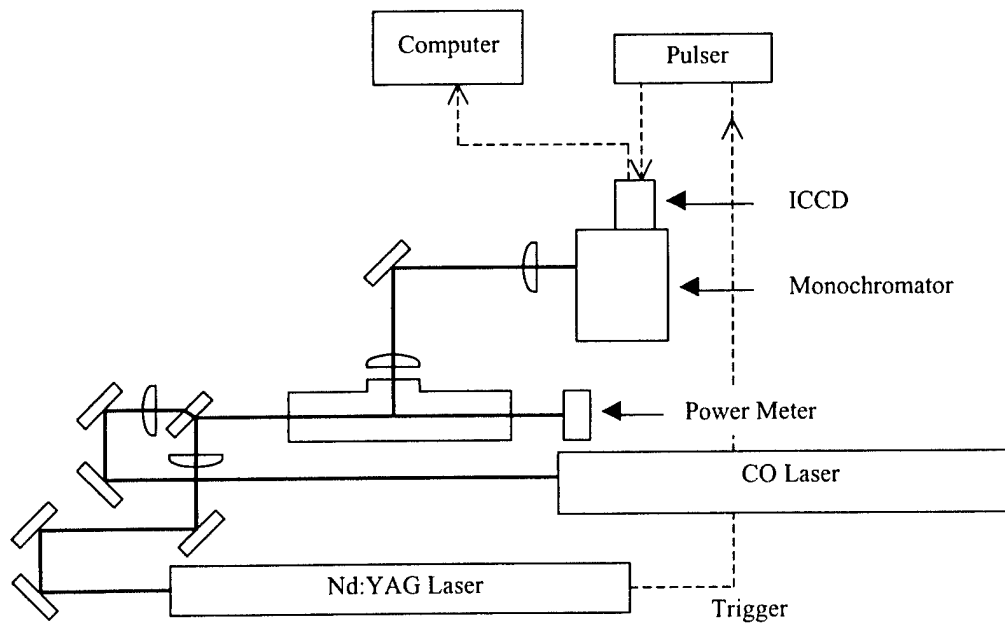 Computer
Pulser
ICCD
Monochromator
Power Meter
CO Laser
Nd:YAG Laser
Trigger